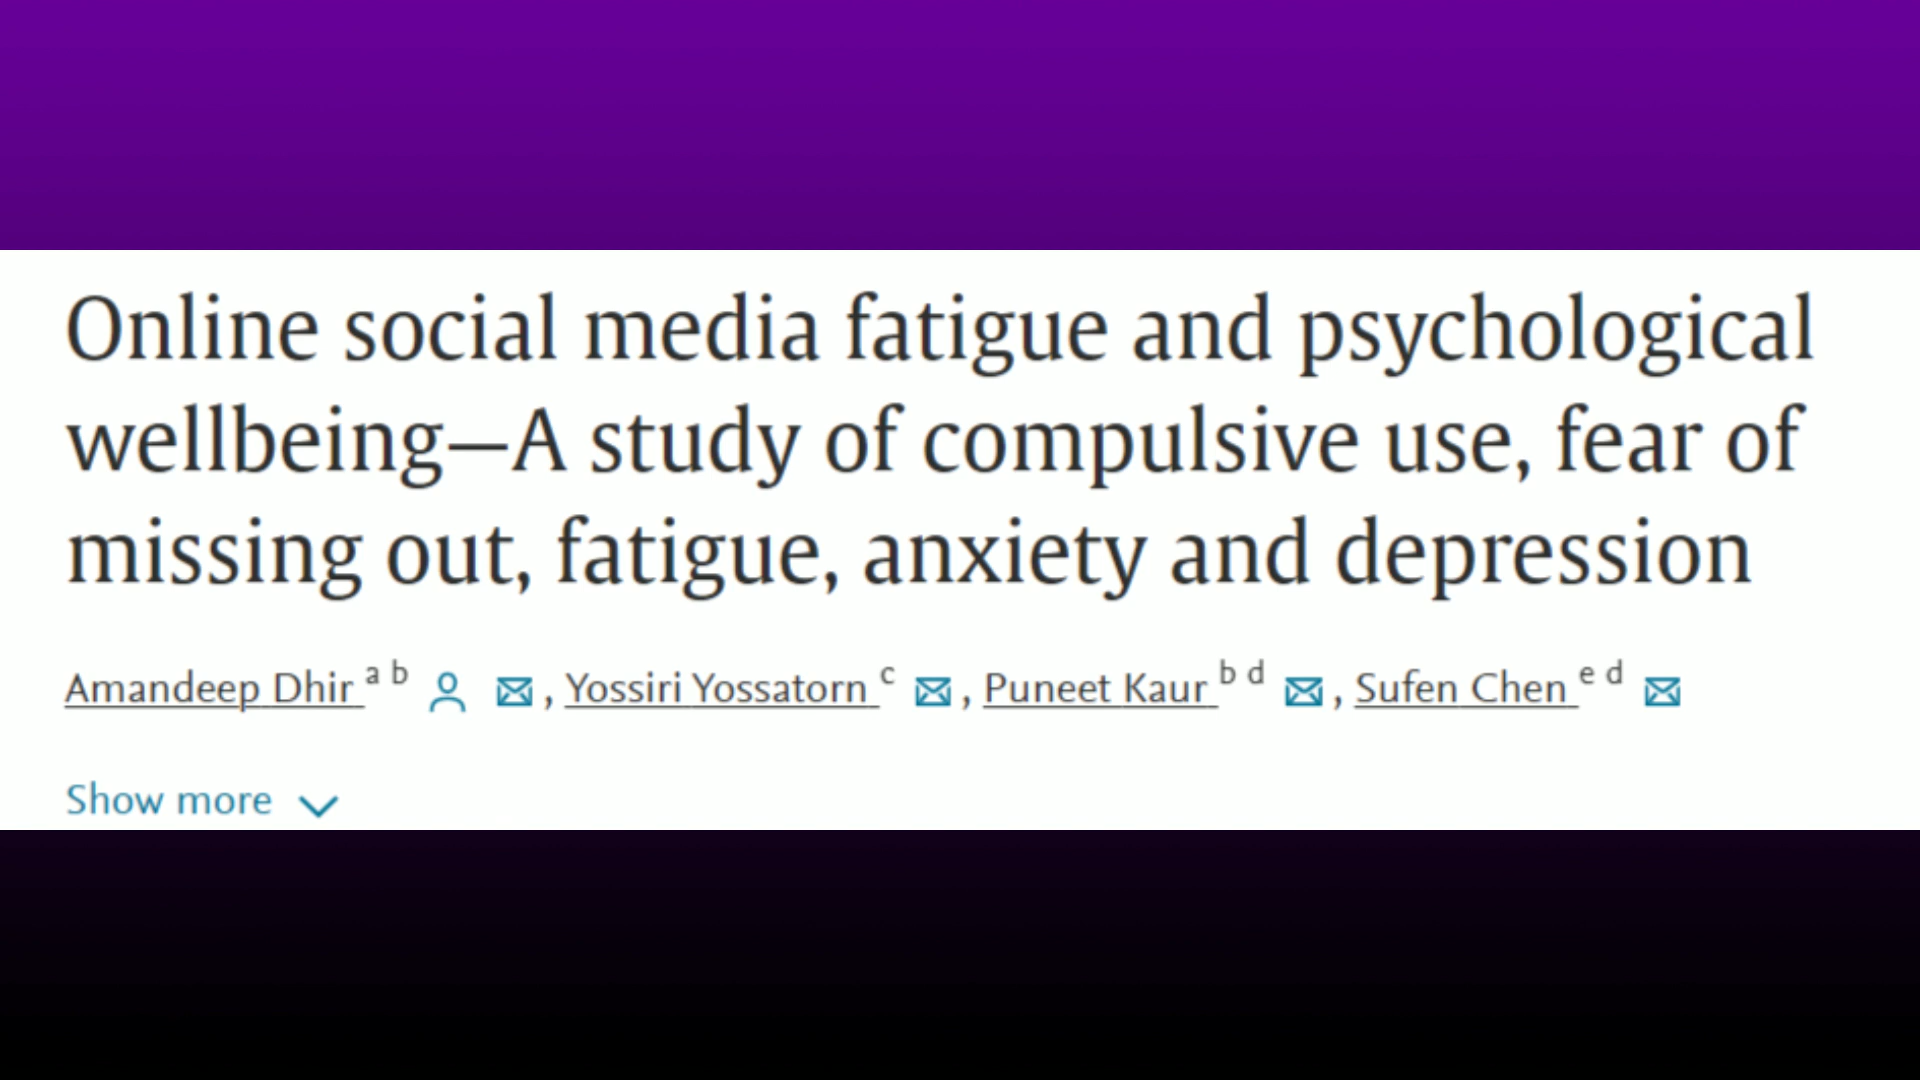 Online social media fatigue and psychological
wellbeing—A study of compulsive use, fear of
missing out, fatigue, anxiety and depression
Amandeep Dhir a b , Yossiri Yossatorn c , Puneet Kaur b d , Sufen Chen e d
Show more